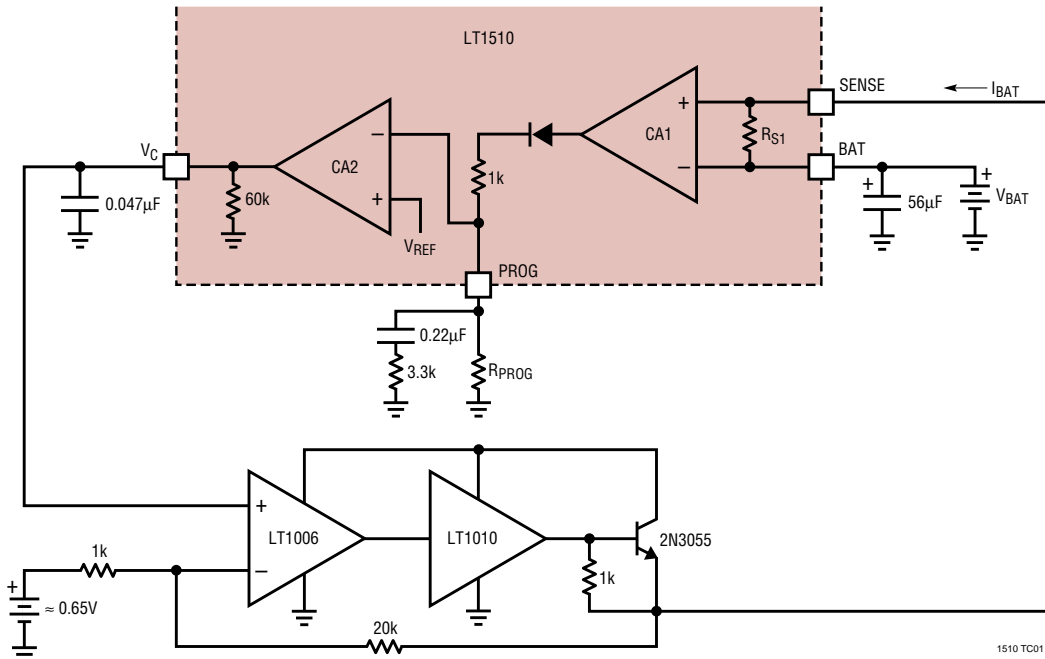 LT1510
SENSE
I_BAT
+
CA1
−
R_S1
BAT
V_C
−
CA2
+
V_REF
60k
1k
0.047µF
+
56µF
+
V_BAT
PROG
0.22µF
3.3k
R_PROG
+
LT1006
−
LT1010
2N3055
1k
1k
+
≈ 0.65V
20k
1510 TC01